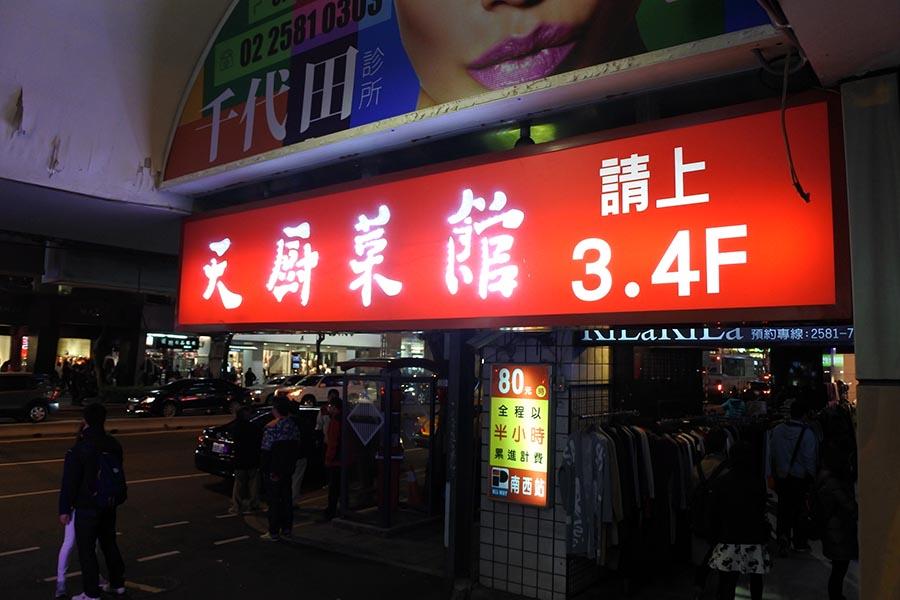 02 2581 0303
千代田 診所
天廚菜館
請上
3.4F
KiLaKiLa 預約專線:2581-7
80元 時
全程以
半小時
累進計費
南西站